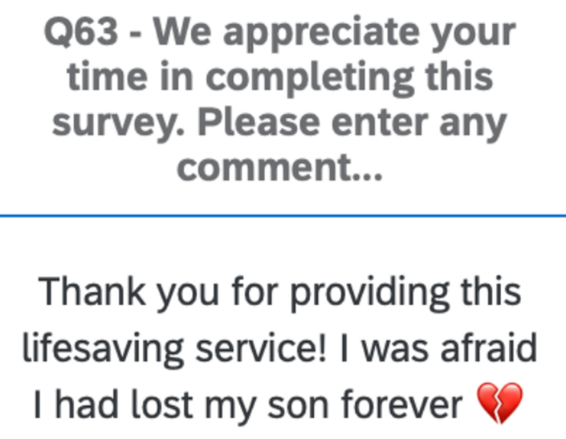 Q63 - We appreciate your
time in completing this
survey. Please enter any
comment...
Thank you for providing this
lifesaving service! I was afraid
I had lost my son forever 💔